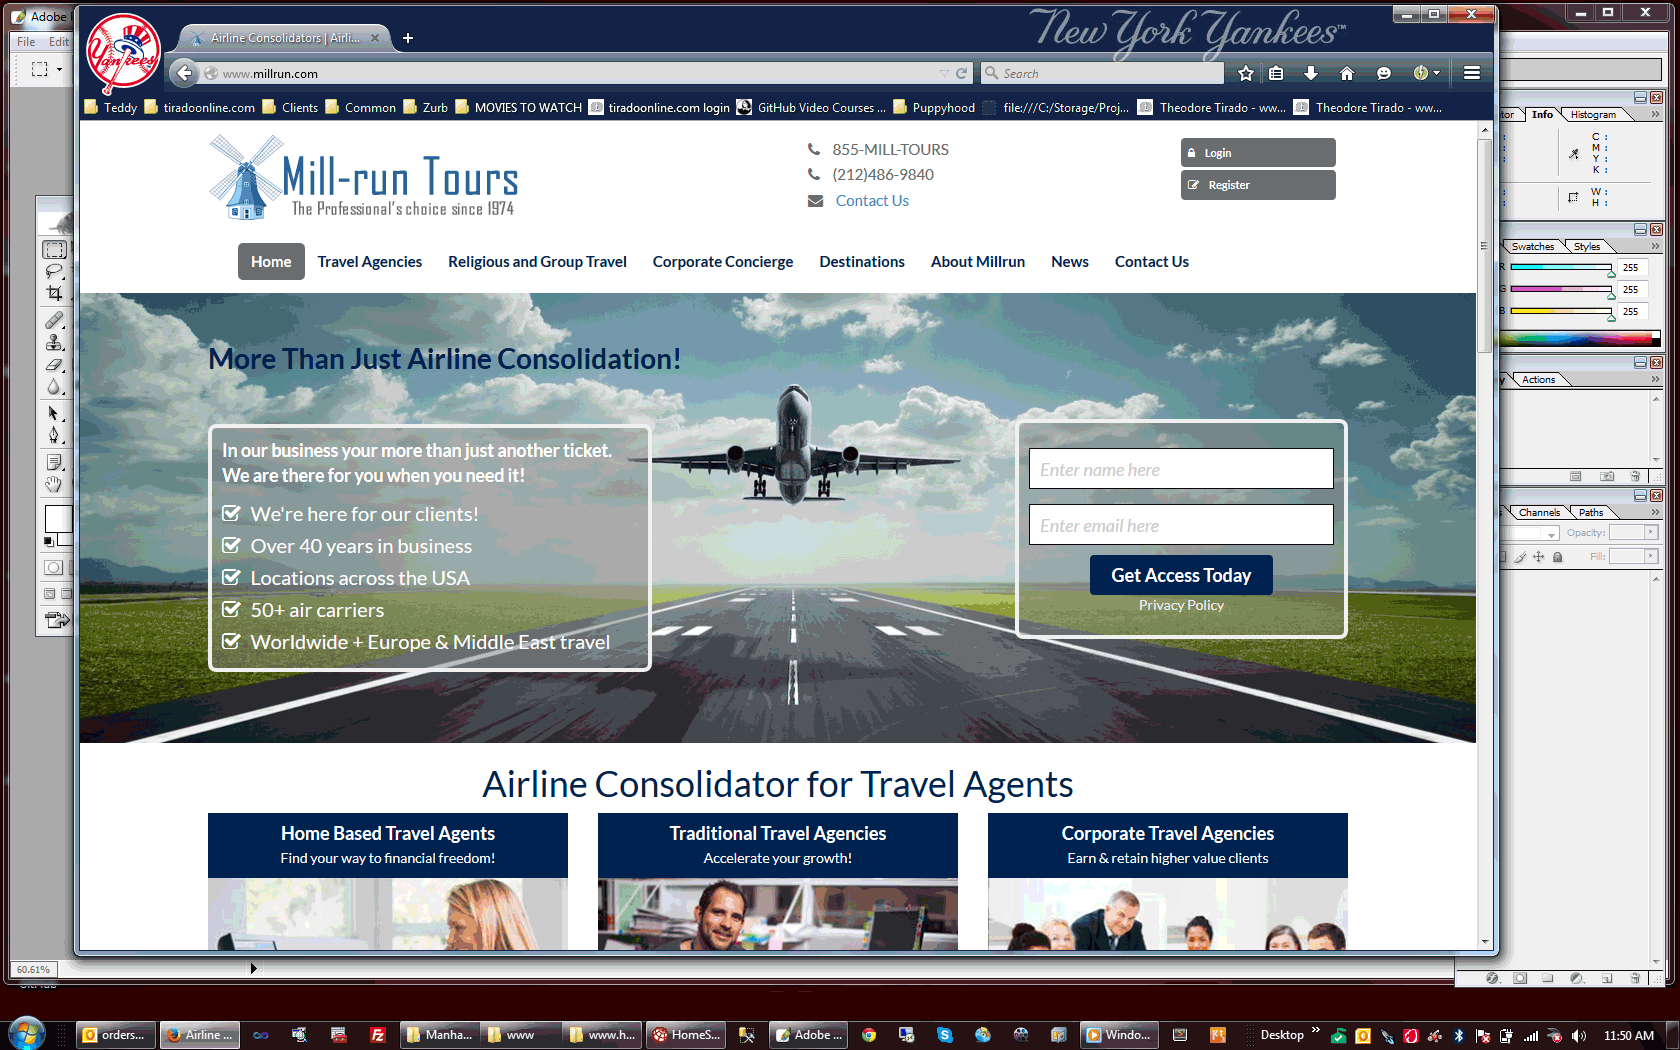 Adobe
File Edit
Yankees
New York Yankees™
Airline Consolidators | Airli...
www.millrun.com
Search
Teddy tiradoonline.com Clients Common Zurb MOVIES TO WATCH tiradoonline.com login GitHub Video Courses ... Puppyhood file:///C:/Storage/Proj... Theodore Tirado - ww... Theodore Tirado - ww...
Mill-run Tours
The Professional's choice since 1974
855-MILL-TOURS
(212)486-9840
Contact Us
Login
Register
Home Travel Agencies Religious and Group Travel Corporate Concierge Destinations About Millrun News Contact Us
More Than Just Airline Consolidation!
In our business your more than just another ticket.
We are there for you when you need it!
We're here for our clients!
Over 40 years in business
Locations across the USA
50+ air carriers
Worldwide + Europe & Middle East travel
Enter name here
Enter email here
Get Access Today
Privacy Policy
Airline Consolidator for Travel Agents
Home Based Travel Agents
Find your way to financial freedom!
Traditional Travel Agencies
Accelerate your growth!
Corporate Travel Agencies
Earn & retain higher value clients
tor Info Histogram
C :
M :
Y :
K :
W :
H :
Swatches Styles
R 255
G 255
B 255
Actions
Channels Paths
Opacity:
Fill:
60.61%
GitHub
orders... Airline ... Manha... www www.h... HomeS... Adobe ... Windo... Desktop 11:50 AM